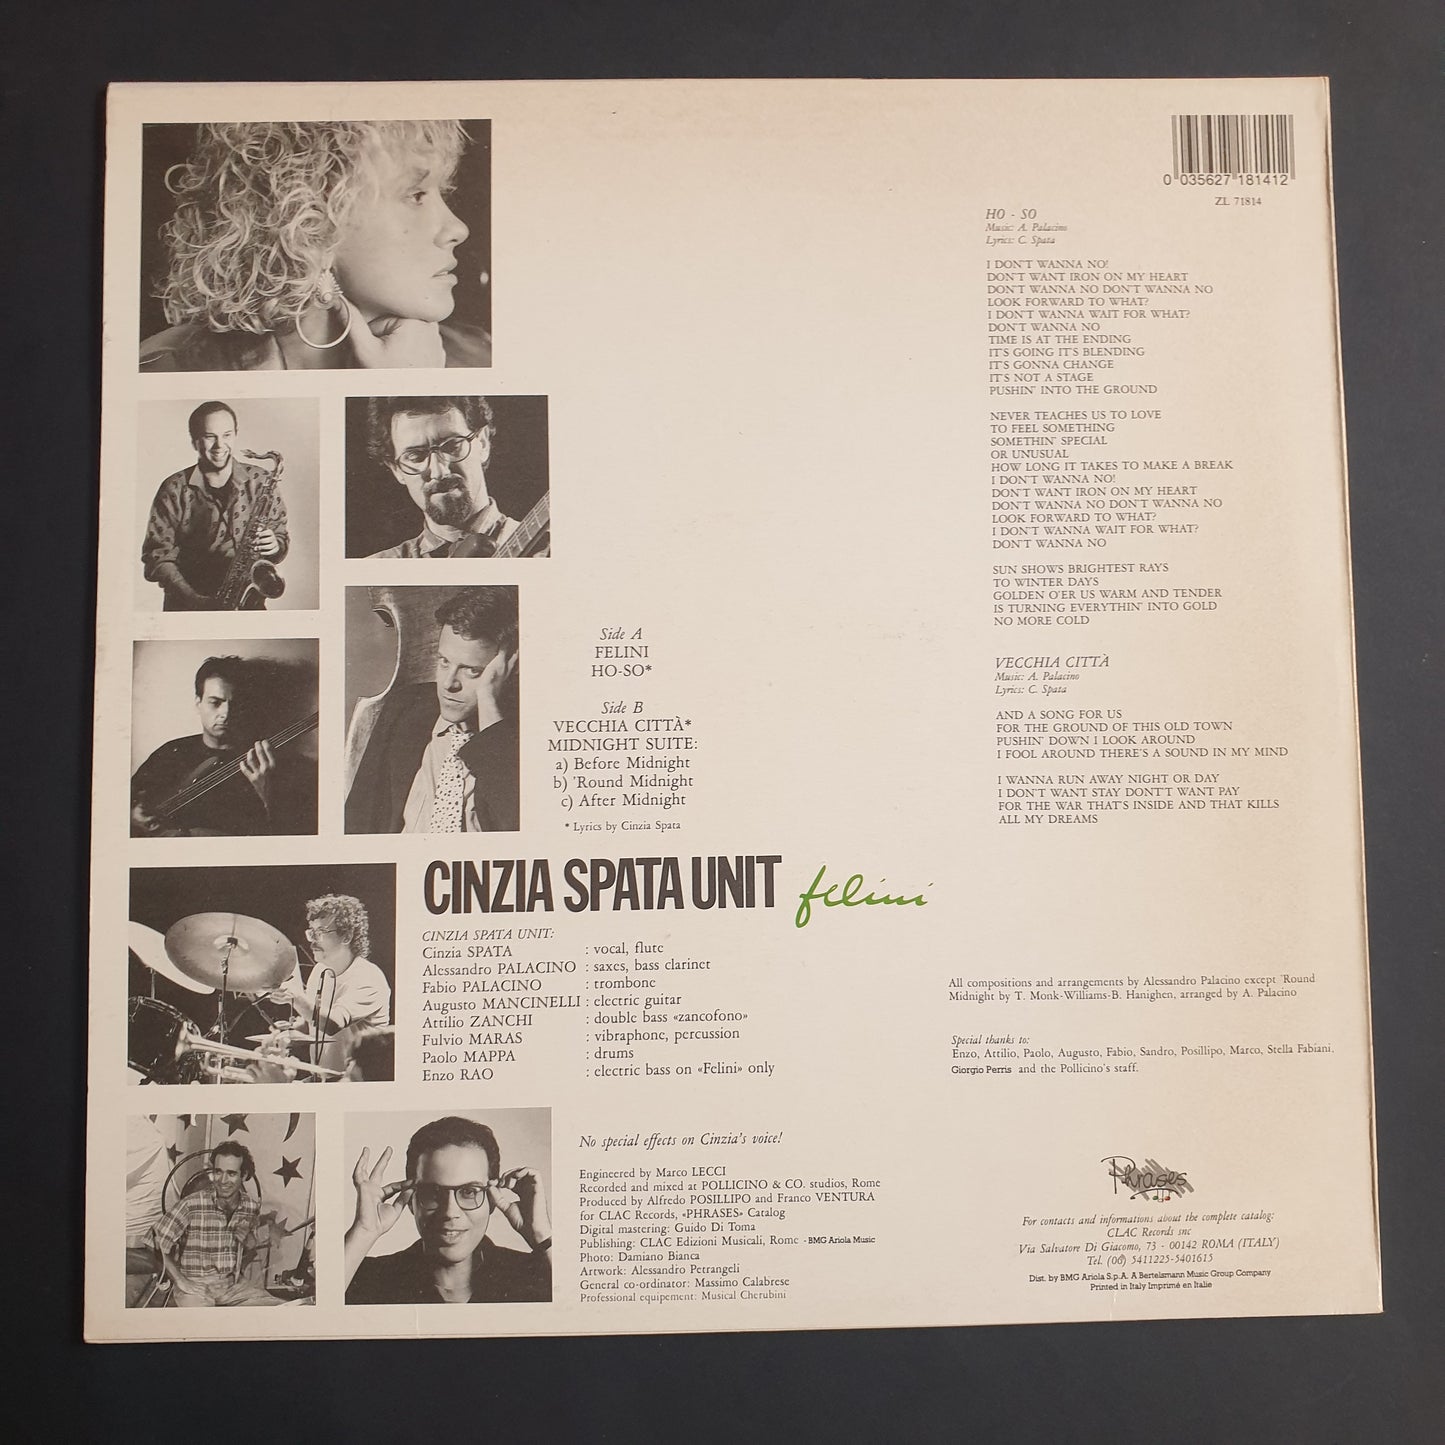 0 035627 181412
ZL 71814
HO - SO
Music: A. Palacino
Lyrics: C. Spata
I DON'T WANNA NO!
DON'T WANT IRON ON MY HEART
DON'T WANNA NO DON'T WANNA NO
LOOK FORWARD TO WHAT?
I DON'T WANNA WAIT FOR WHAT?
DON'T WANNA NO
TIME IS AT THE ENDING
IT'S GOING IT'S BLENDING
IT'S GONNA CHANGE
IT'S NOT A STAGE
PUSHIN' INTO THE GROUND
NEVER TEACHES US TO LOVE
TO FEEL SOMETHING
SOMETHIN' SPECIAL
OR UNUSUAL
HOW LONG IT TAKES TO MAKE A BREAK
I DON'T WANNA NO!
DON'T WANT IRON ON MY HEART
DON'T WANNA NO DON'T WANNA NO
LOOK FORWARD TO WHAT?
I DON'T WANNA WAIT FOR WHAT?
DON'T WANNA NO
SUN SHOWS BRIGHTEST RAYS
TO WINTER DAYS
GOLDEN O'ER US WARM AND TENDER
IS TURNING EVERYTHIN' INTO GOLD
NO MORE COLD
VECCHIA CITTÀ
Music: A. Palacino
Lyrics: C. Spata
AND A SONG FOR US
FOR THE GROUND OF THIS OLD TOWN
PUSHIN' DOWN I LOOK AROUND
I FOOL AROUND THERE'S A SOUND IN MY MIND
I WANNA RUN AWAY NIGHT OR DAY
I DON'T WANT STAY DONT'T WANT PAY
FOR THE WAR THAT'S INSIDE AND THAT KILLS
ALL MY DREAMS
Side A
FELINI
HO-SO*
Side B
VECCHIA CITTÀ*
MIDNIGHT SUITE:
a) Before Midnight
b) 'Round Midnight
c) After Midnight
* Lyrics by Cinzia Spata
CINZIA SPATA UNIT felini
CINZIA SPATA UNIT:
Cinzia SPATA : vocal, flute
Alessandro PALACINO : saxes, bass clarinet
Fabio PALACINO : trombone
Augusto MANCINELLI : electric guitar
Attilio ZANCHI : double bass «zancofono»
Fulvio MARAS : vibraphone, percussion
Paolo MAPPA : drums
Enzo RAO : electric bass on «Felini» only
All compositions and arrangements by Alessandro Palacino except 'Round
Midnight by T. Monk-Williams-B. Hanighen, arranged by A. Palacino
Special thanks to:
Enzo, Attilio, Paolo, Augusto, Fabio, Sandro, Posillipo, Marco, Stella Fabiani,
Giorgio Perris and the Pollicino's staff.
No special effects on Cinzia's voice!
Engineered by Marco LECCI
Recorded and mixed at POLLICINO & CO. studios, Rome
Produced by Alfredo POSILLIPO and Franco VENTURA
for CLAC Records, «PHRASES» Catalog
Digital mastering: Guido Di Toma
Publishing: CLAC Edizioni Musicali, Rome - BMG Ariola Music
Photo: Damiano Bianca
Artwork: Alessandro Petrangeli
General co-ordinator: Massimo Calabrese
Professional equipement: Musical Cherubini
Phrases
For contacts and informations about the complete catalog:
CLAC Records snc
Via Salvatore Di Giacomo, 73 - 00142 ROMA (ITALY)
Tel. (06) 5411225-5401615
Dist. by BMG Ariola S.p.A. A Bertelsmann Music Group Company
Printed in Italy Imprimé en Italie